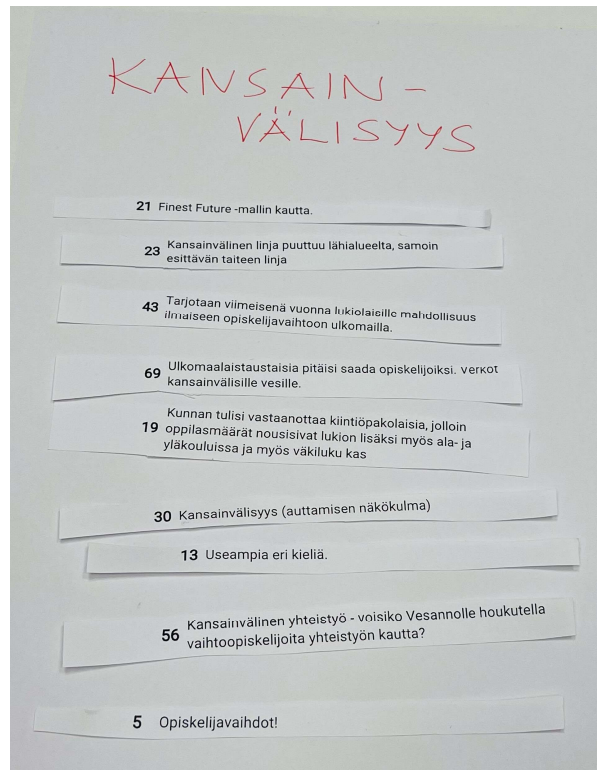 KANSAIN-
VÄLISYYS
21 Finest Future -mallin kautta.
23 Kansainvälinen linja puuttuu lähialueelta, samoin
esittävän taiteen linja
43 Tarjotaan viimeisenä vuonna lukiolaisille mahdollisuus
ilmaiseen opiskelijavaihtoon ulkomailla.
69 Ulkomaalaistaustaisia pitäisi saada opiskelijoiksi. Verkot
kansainvälisille vesille.
19 Kunnan tulisi vastaanottaa kiintiöpakolaisia, jolloin
oppilasmäärät nousisivat lukion lisäksi myös ala- ja
yläkouluissa ja myös väkiluku kas
30 Kansainvälisyys (auttamisen näkökulma)
13 Useampia eri kieliä.
56 Kansainvälinen yhteistyö - voisiko Vesannolle houkutella
vaihtoopiskelijoita yhteistyön kautta?
5 Opiskelijavaihdot!